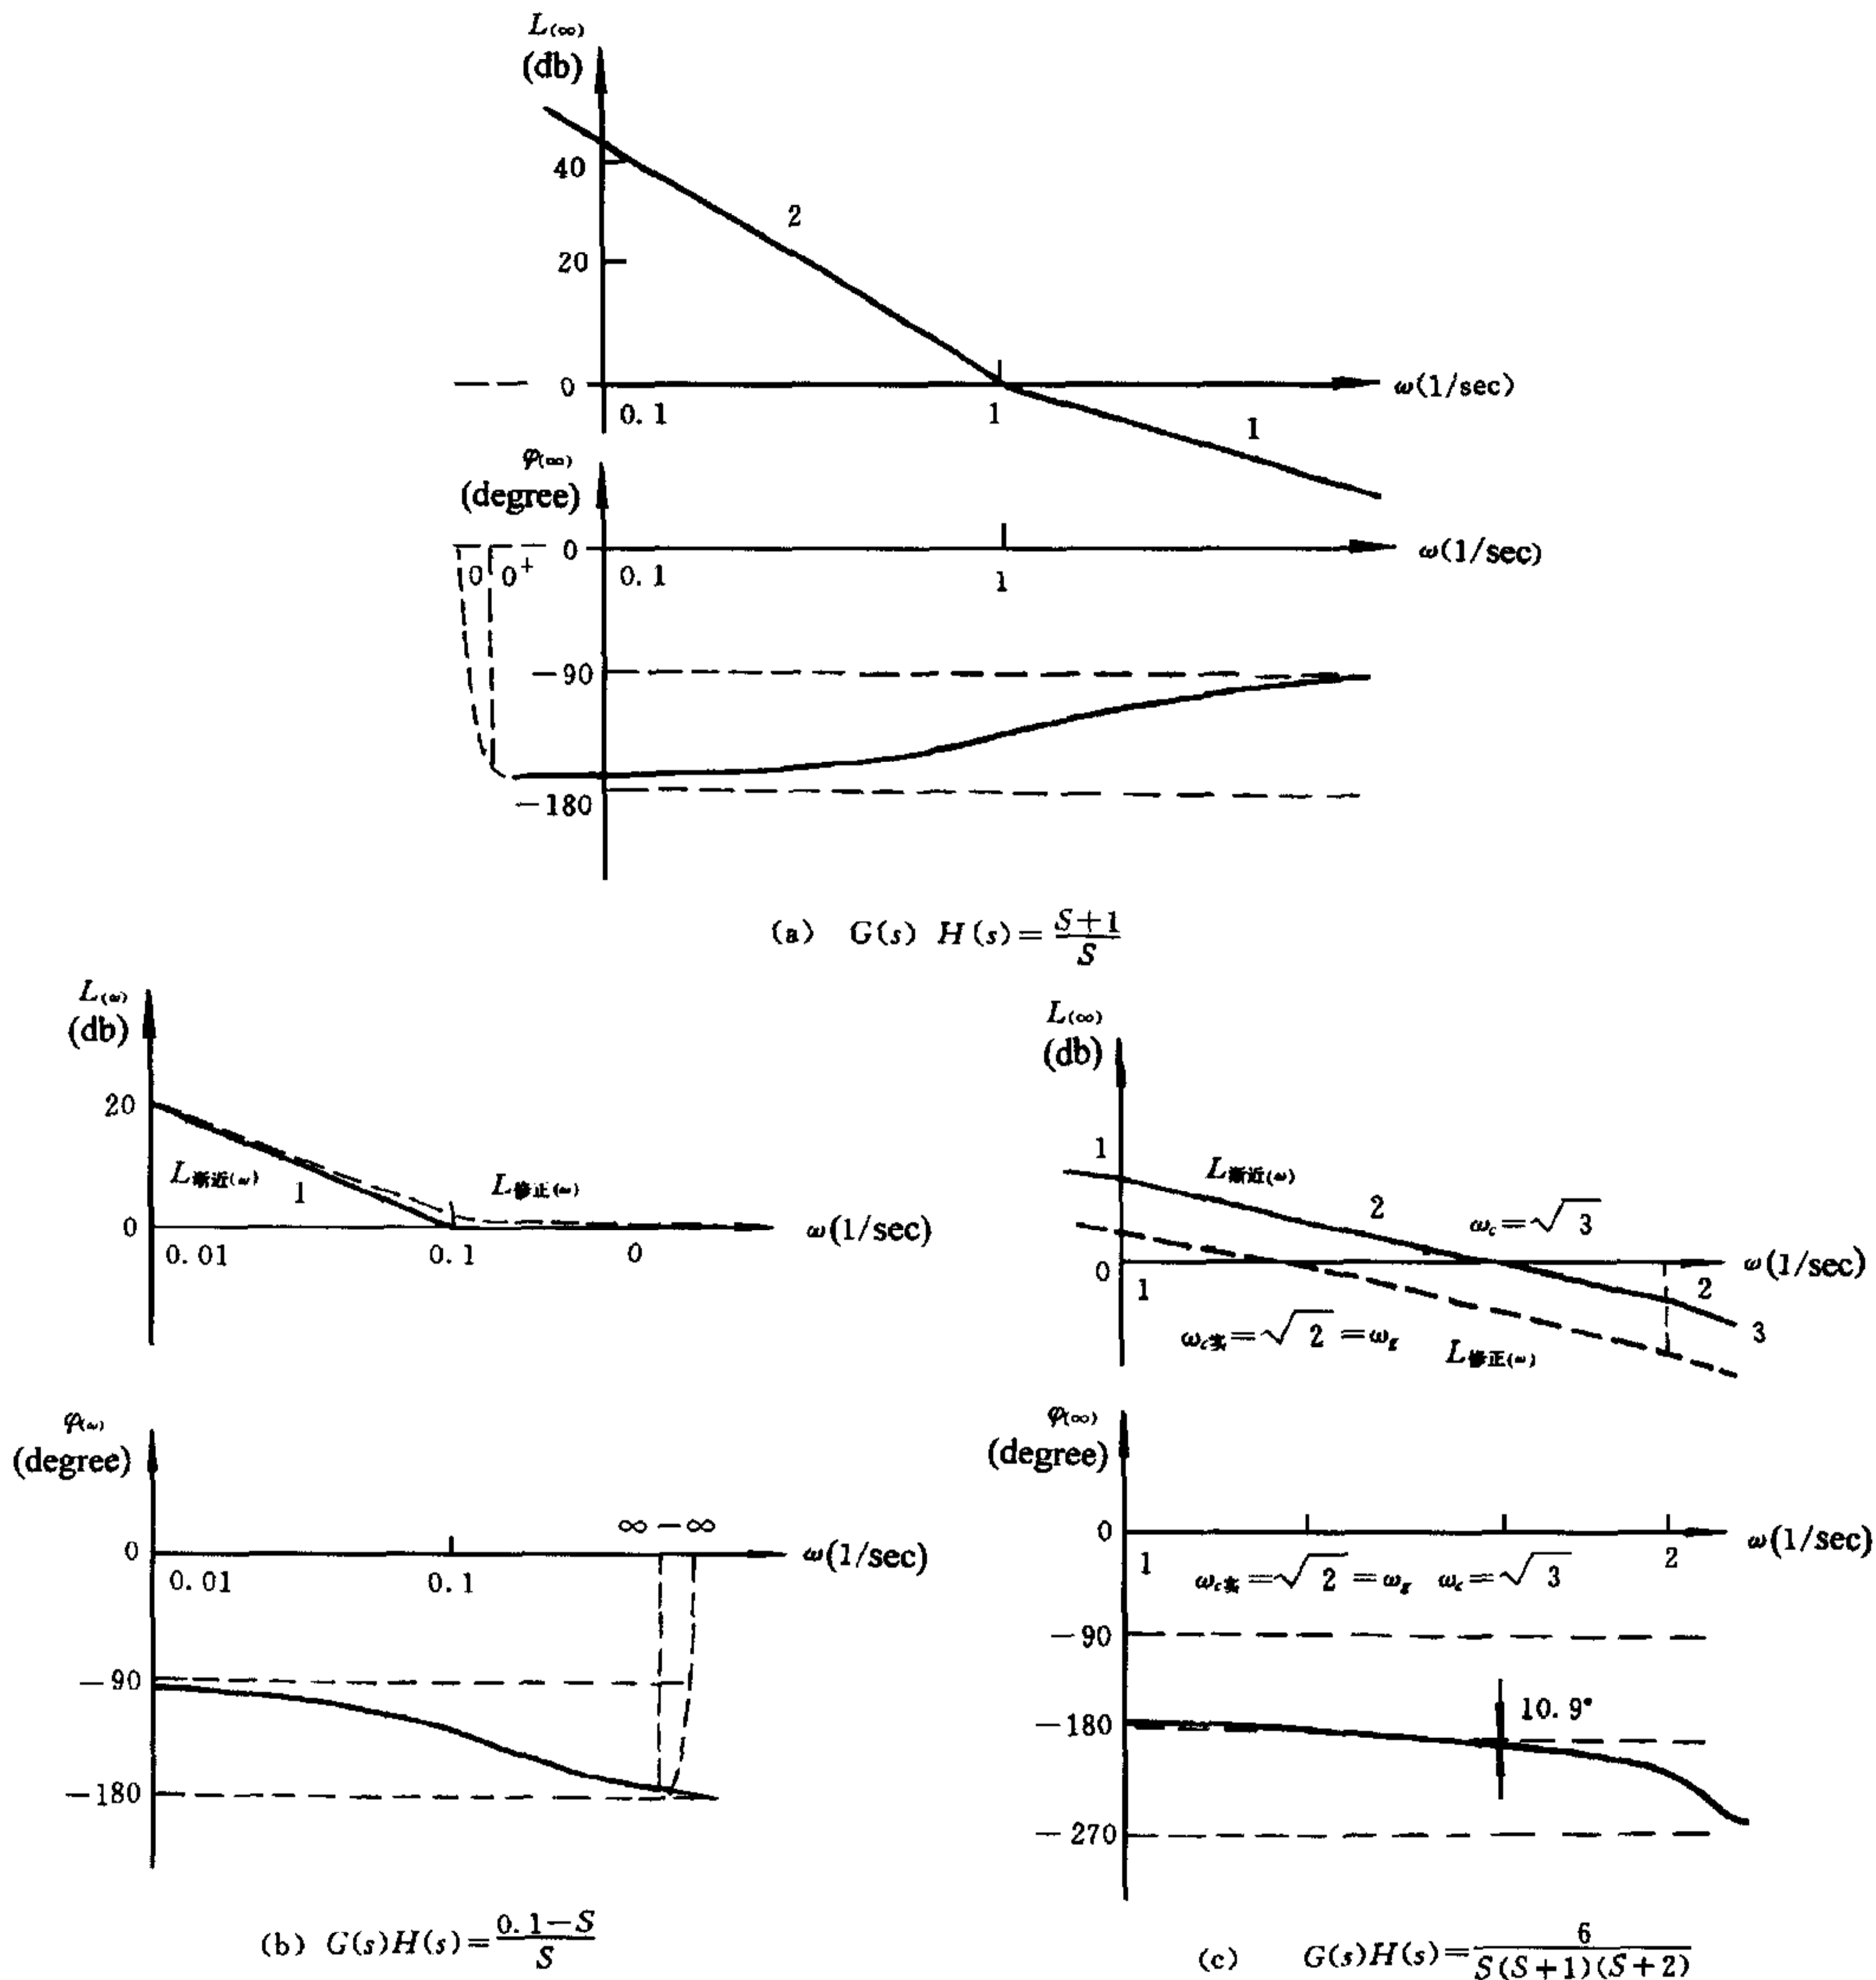 L(∞)
(db)
40
2
20
0
ω(1/sec)
0.1
1
1
φ(∞)
(degree)
0
ω(1/sec)
0 0⁺
0.1
1
−90
−180
(a) G(s) H(s)=\frac{S+1}{S}
L(ω)
(db)
20
L渐近(ω)
1
L修正(ω)
0
ω(1/sec)
0.01
0.1
0
φ(ω)
(degree)
∞−∞
0
ω(1/sec)
0.01
0.1
−90
−180
(b) G(s)H(s)=\frac{0.1−S}{S}
L(∞)
(db)
1
L渐近(ω)
2
ω_c=√3
0
ω(1/sec)
1
2
3
ω_c实=√2=ω_g
L修正(ω)
φ(∞)
(degree)
0
ω(1/sec)
1
2
ω_c实=√2=ω_g ω_c=√3
−90
10.9°
−180
−270
(c) G(s)H(s)=\frac{6}{S(S+1)(S+2)}